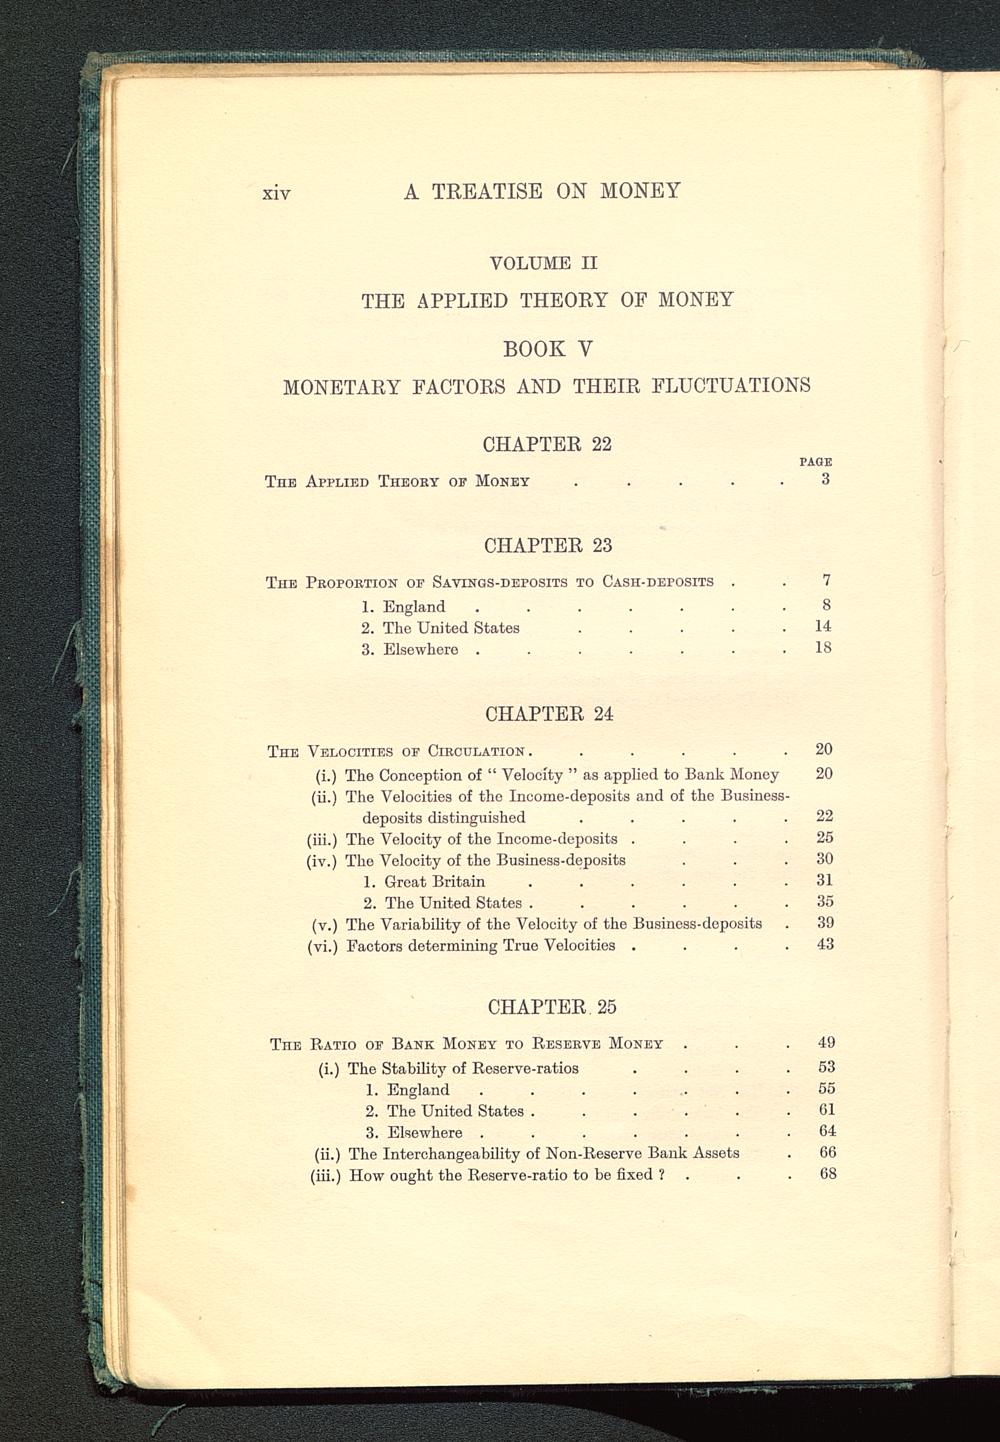 xiv A TREATISE ON MONEY
VOLUME II
THE APPLIED THEORY OF MONEY
BOOK V
MONETARY FACTORS AND THEIR FLUCTUATIONS
CHAPTER 22
PAGE
THE APPLIED THEORY OF MONEY . . . . . 3
CHAPTER 23
THE PROPORTION OF SAVINGS-DEPOSITS TO CASH-DEPOSITS . . 7
1. England . . . . . . . 8
2. The United States . . . . . 14
3. Elsewhere . . . . . . . 18
CHAPTER 24
THE VELOCITIES OF CIRCULATION . . . . . . 20
(i.) The Conception of “ Velocity ” as applied to Bank Money 20
(ii.) The Velocities of the Income-deposits and of the Business-
deposits distinguished . . . . . 22
(iii.) The Velocity of the Income-deposits . . . . 25
(iv.) The Velocity of the Business-deposits . . . 30
1. Great Britain . . . . . . 31
2. The United States . . . . . . 35
(v.) The Variability of the Velocity of the Business-deposits . 39
(vi.) Factors determining True Velocities . . . . 43
CHAPTER 25
THE RATIO OF BANK MONEY TO RESERVE MONEY . . . 49
(i.) The Stability of Reserve-ratios . . . . 53
1. England . . . . . . . 55
2. The United States . . . . . . 61
3. Elsewhere . . . . . . . 64
(ii.) The Interchangeability of Non-Reserve Bank Assets . 66
(iii.) How ought the Reserve-ratio to be fixed ? . . . 68